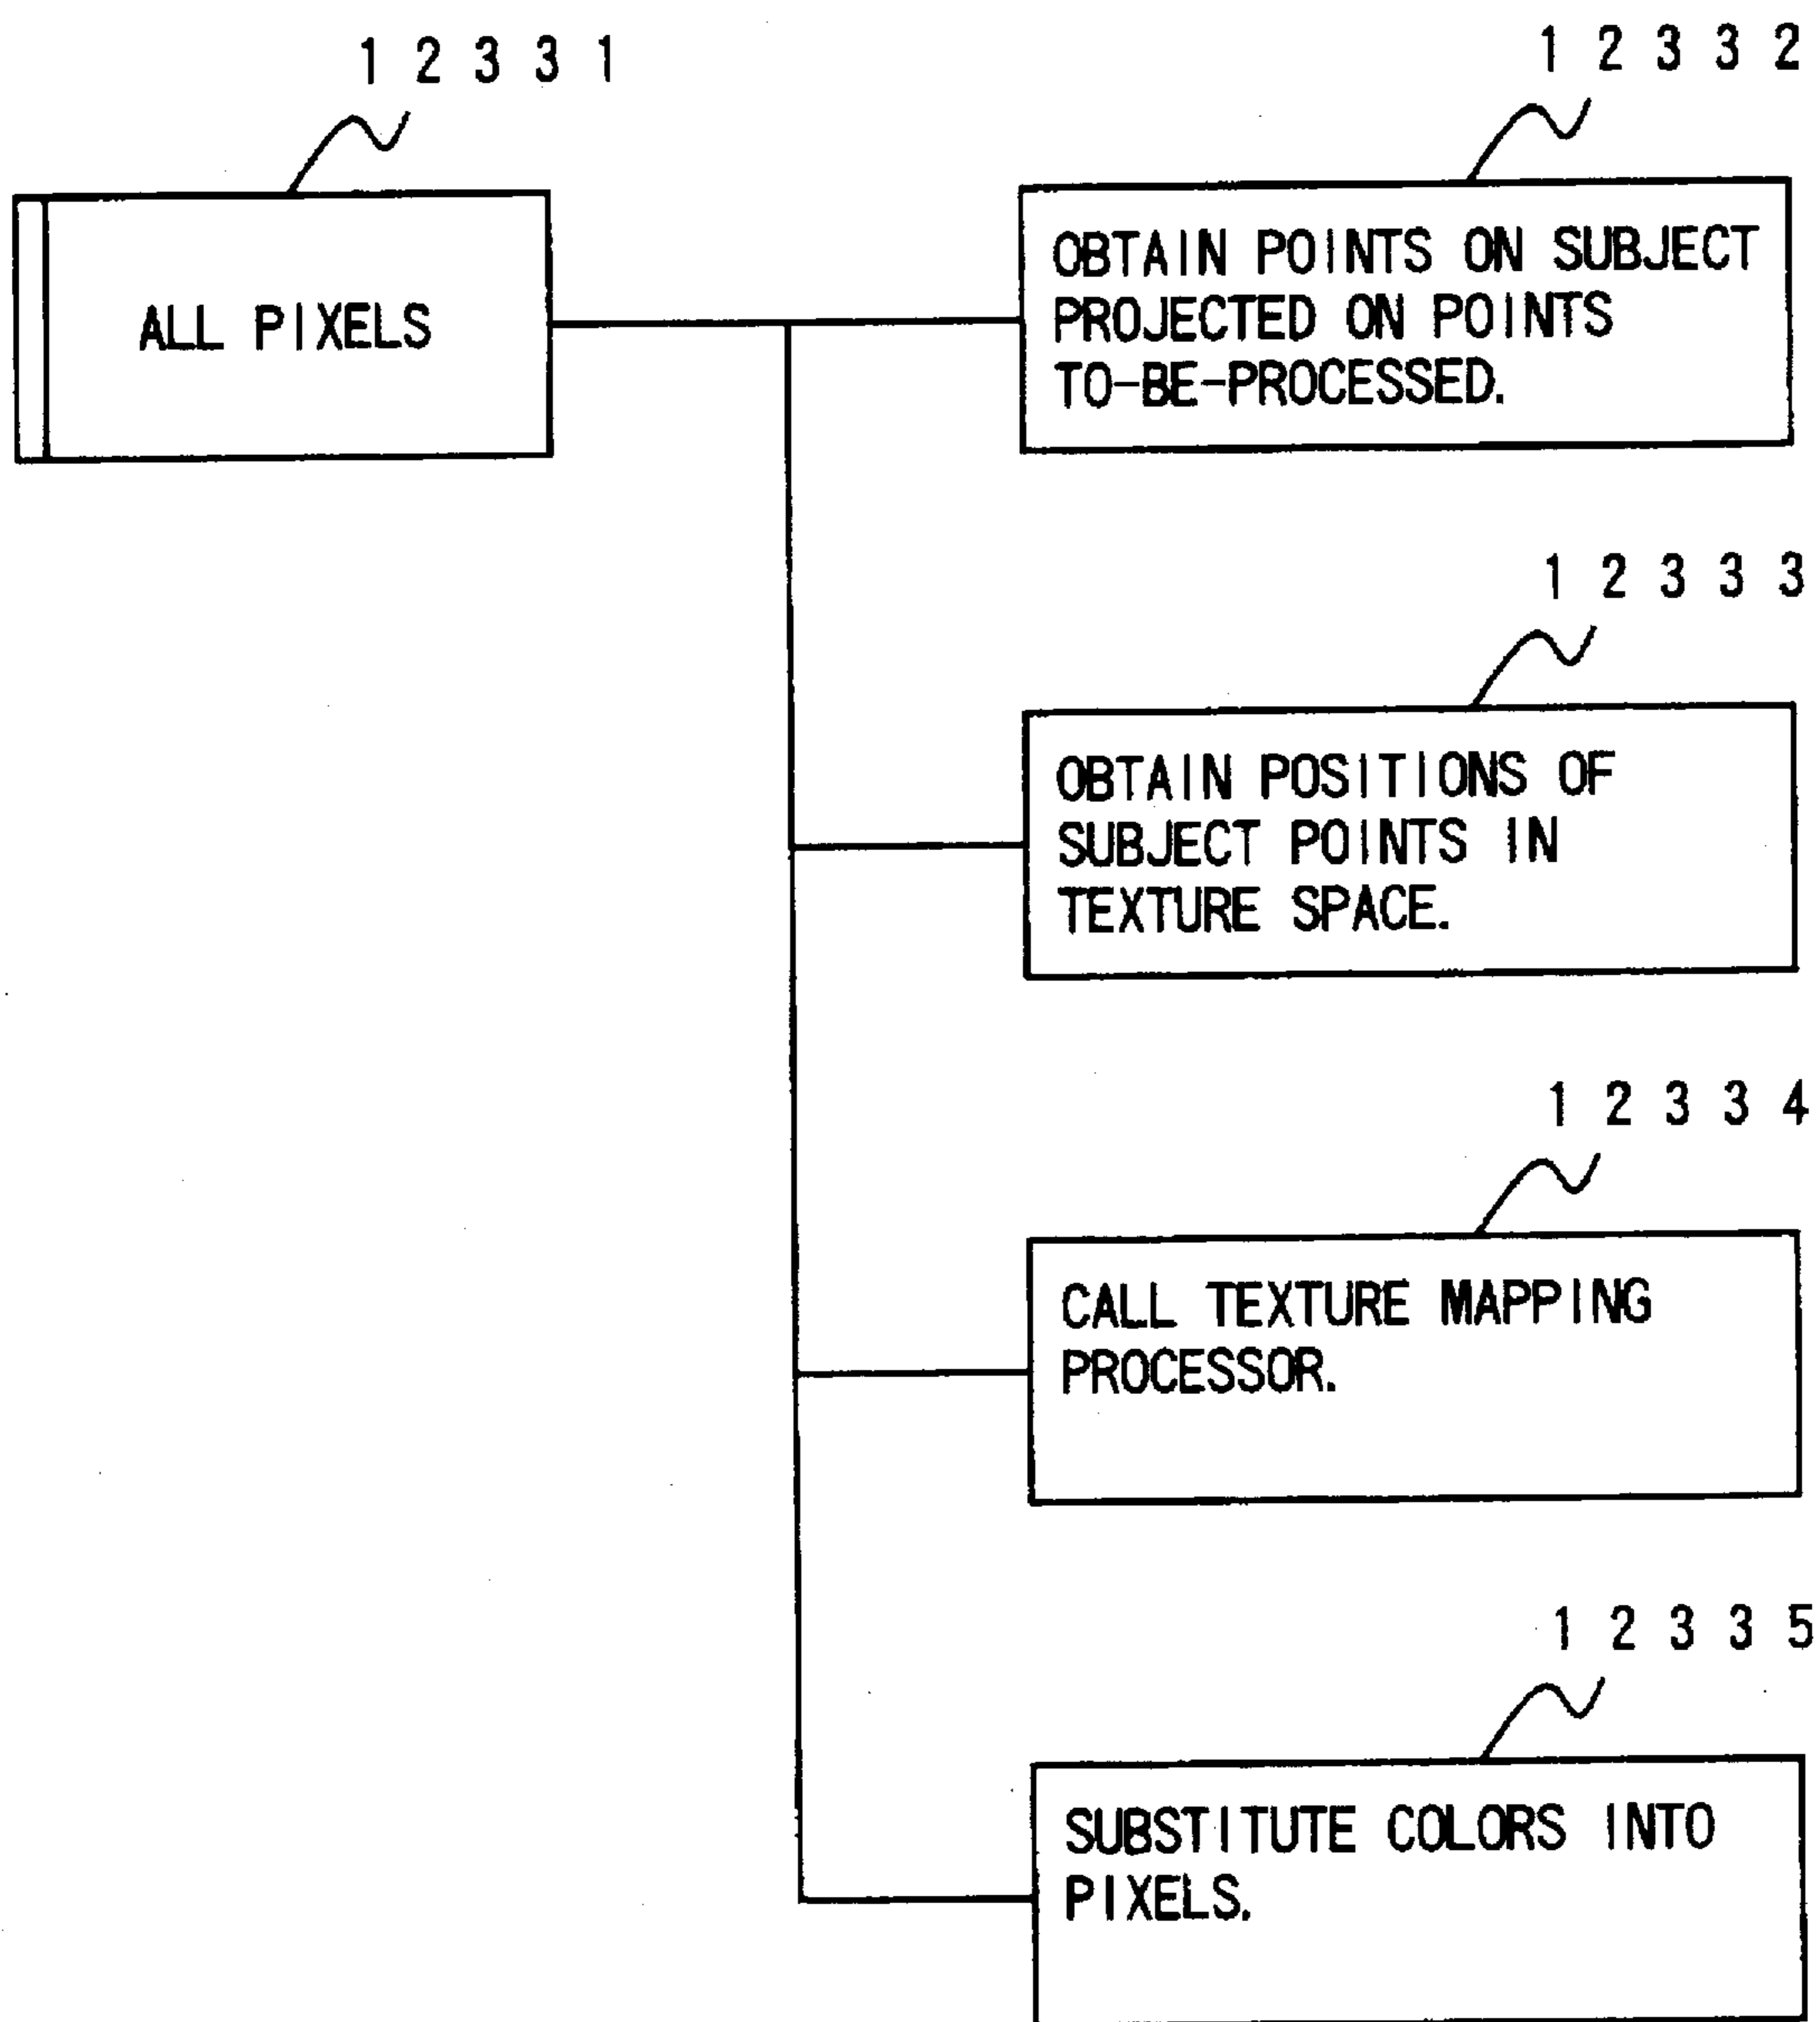 1 2 3 3 1
ALL PIXELS
1 2 3 3 2
OBTAIN POINTS ON SUBJECT
PROJECTED ON POINTS
TO-BE-PROCESSED.
1 2 3 3 3
OBTAIN POSITIONS OF
SUBJECT POINTS IN
TEXTURE SPACE.
1 2 3 3 4
CALL TEXTURE MAPPING
PROCESSOR.
1 2 3 3 5
SUBSTITUTE COLORS INTO
PIXELS.